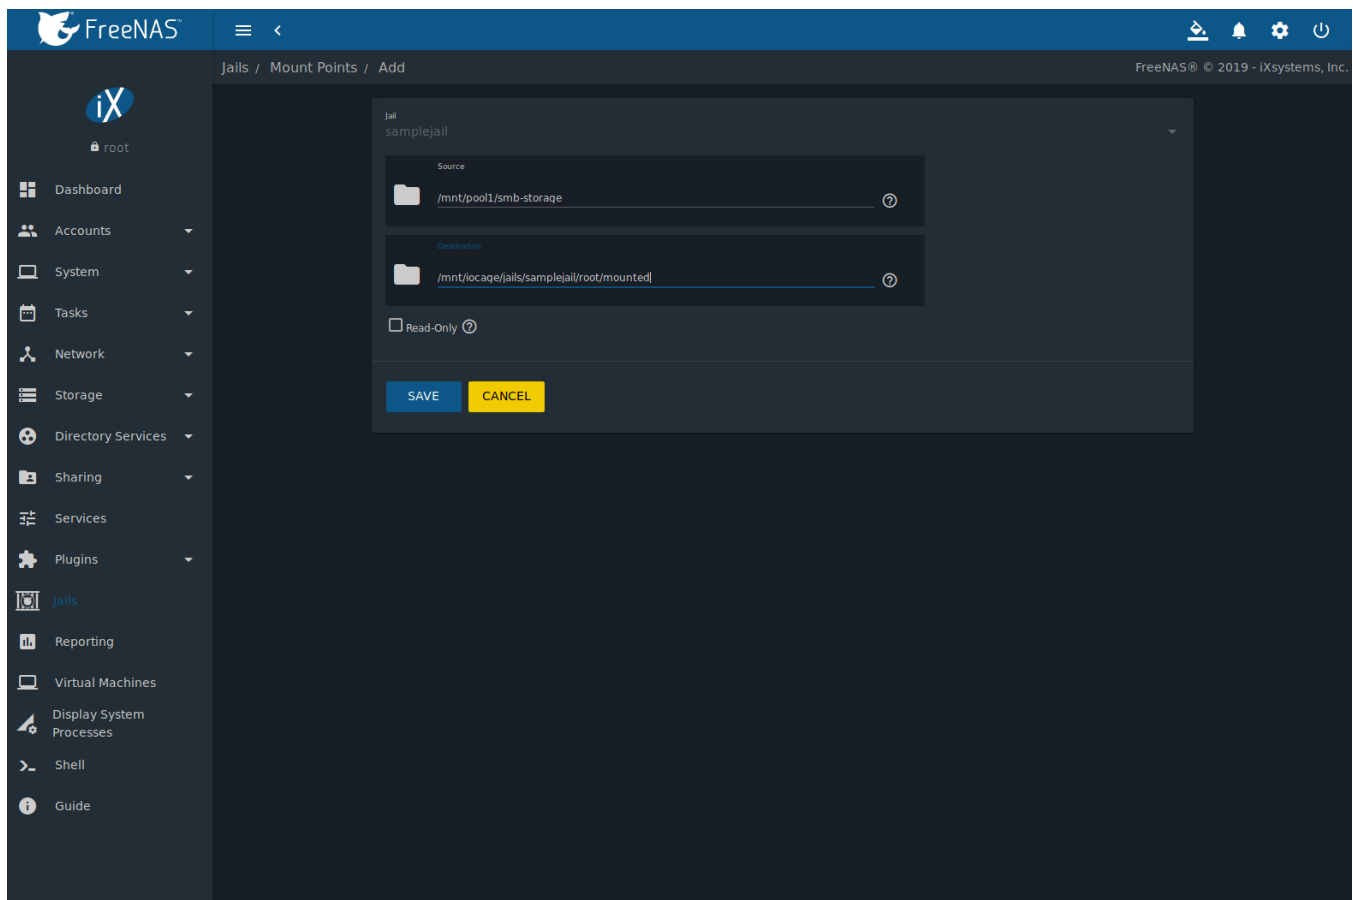 FreeNAS™
Jails / Mount Points / Add
FreeNAS® © 2019 - iXsystems, Inc.
iX
root
Dashboard
Accounts
System
Tasks
Network
Storage
Directory Services
Sharing
Services
Plugins
Jails
Reporting
Virtual Machines
Display System
Processes
Shell
Guide
Jail
samplejail
Source
/mnt/pool1/smb-storage
Destination
/mnt/iocage/jails/samplejail/root/mounted
Read-Only
SAVE
CANCEL